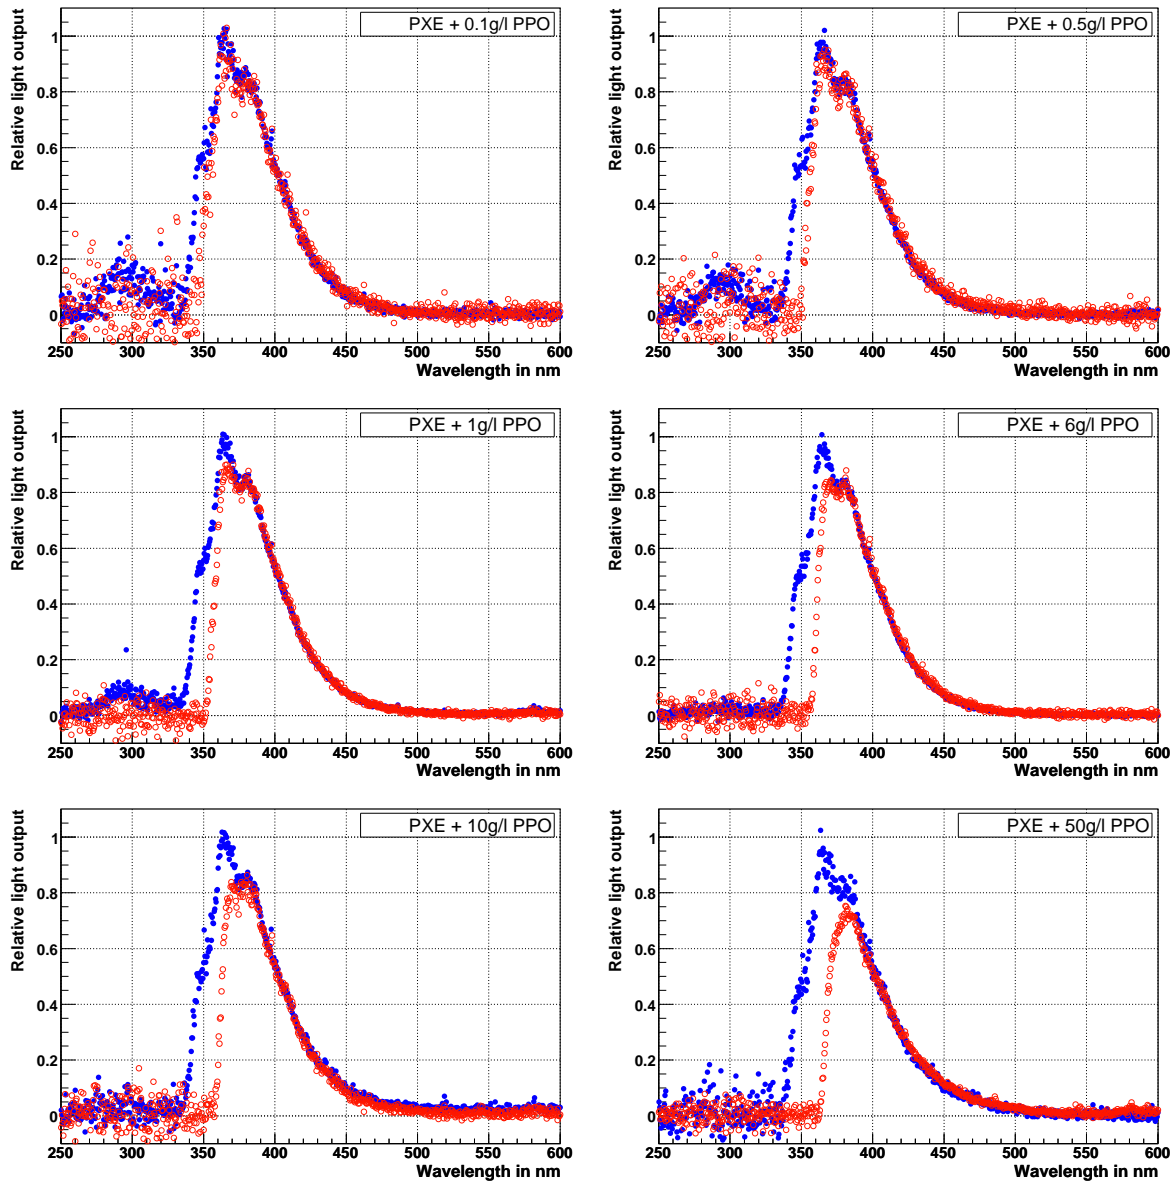 PXE + 0.1g/l PPO
Relative light output
1
0.8
0.6
0.4
0.2
0
250 300 350 400 450 500 550 600
Wavelength in nm
PXE + 0.5g/l PPO
Relative light output
1
0.8
0.6
0.4
0.2
0
250 300 350 400 450 500 550 600
Wavelength in nm
PXE + 1g/l PPO
Relative light output
1
0.8
0.6
0.4
0.2
0
250 300 350 400 450 500 550 600
Wavelength in nm
PXE + 6g/l PPO
Relative light output
1
0.8
0.6
0.4
0.2
0
250 300 350 400 450 500 550 600
Wavelength in nm
PXE + 10g/l PPO
Relative light output
1
0.8
0.6
0.4
0.2
0
250 300 350 400 450 500 550 600
Wavelength in nm
PXE + 50g/l PPO
Relative light output
1
0.8
0.6
0.4
0.2
0
250 300 350 400 450 500 550 600
Wavelength in nm